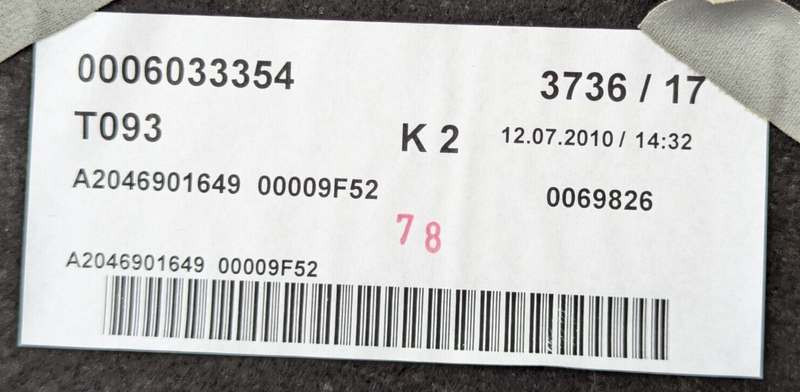 0006033354 3736 / 17
T093 K 2 12.07.2010 / 14:32
A2046901649 00009F52 0069826
78
A2046901649 00009F52